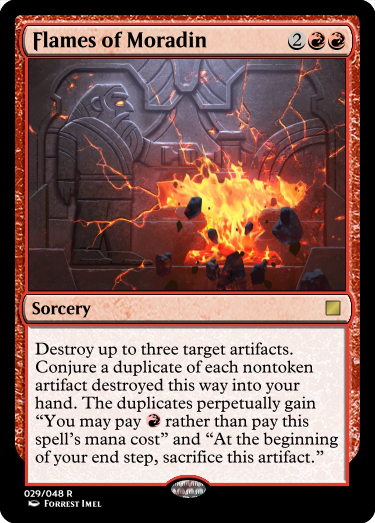 Flames of Moradin 2
Sorcery
Destroy up to three target artifacts.
Conjure a duplicate of each nontoken
artifact destroyed this way into your
hand. The duplicates perpetually gain
“You may pay rather than pay this
spell’s mana cost” and “At the beginning
of your end step, sacrifice this artifact.”
029/048 R
Forrest Imel